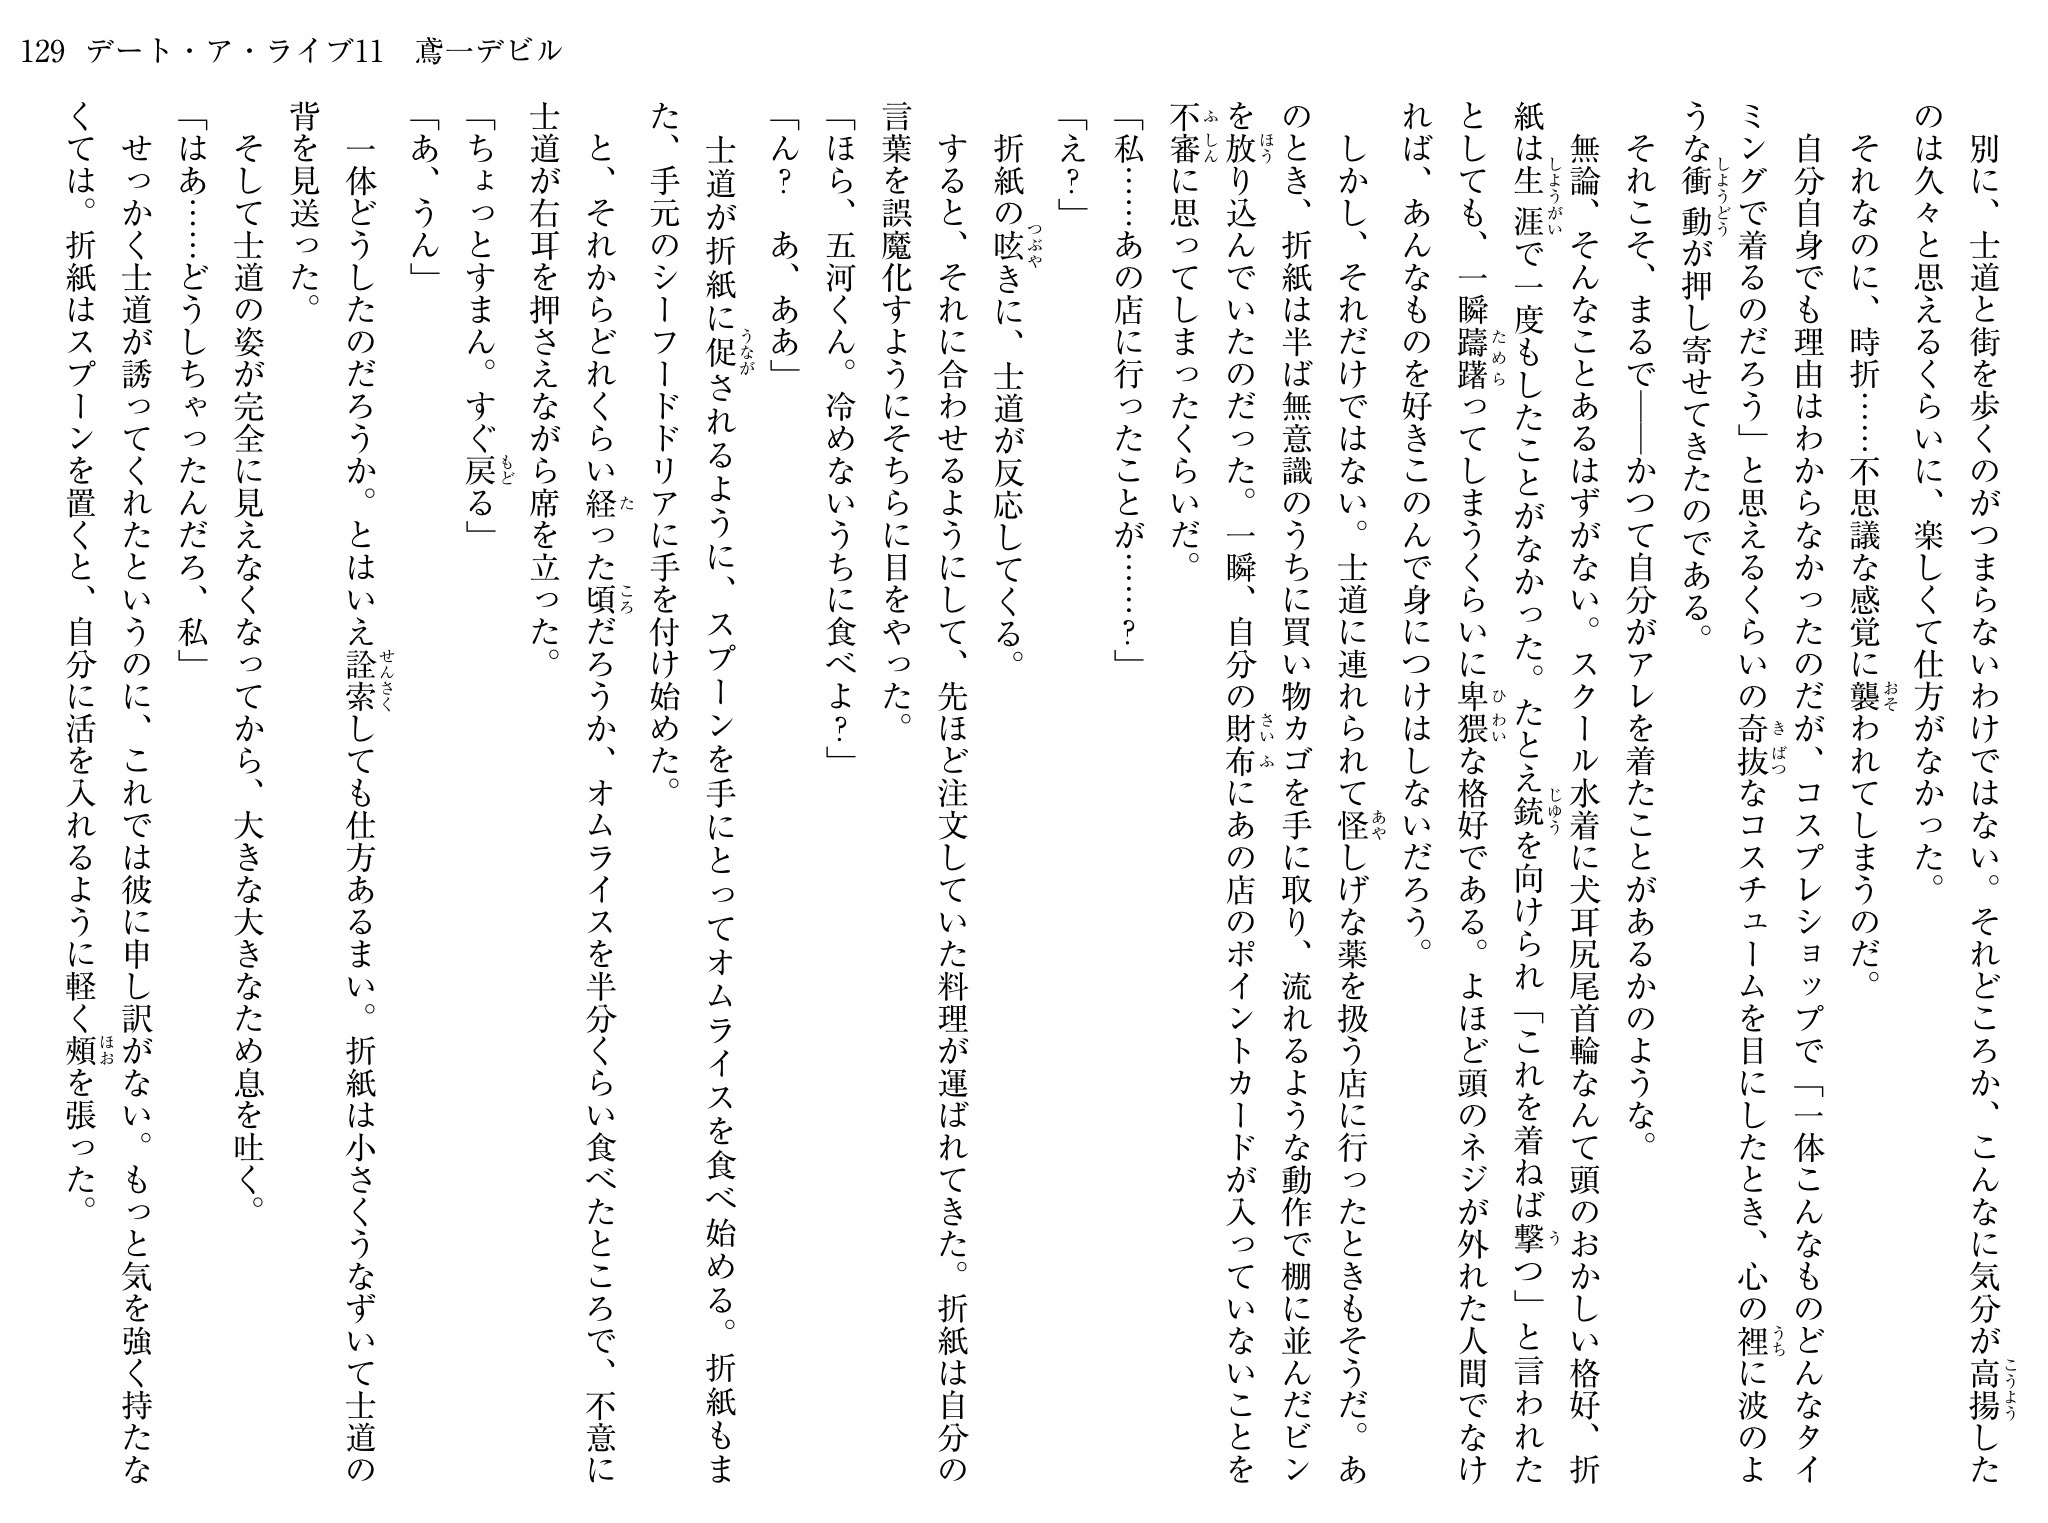 129 デート・ア・ライブ11　鳶一デビル
　別に、士道と街を歩くのがつまらないわけではない。それどころか、こんなに気分が高揚した
のは久々と思えるくらいに、楽しくて仕方がなかった。
　それなのに、時折……不思議な感覚に襲われてしまうのだ。
　自分自身でも理由はわからなかったのだが、コスプレショップで「一体こんなものどんなタイ
ミングで着るのだろう」と思えるくらいの奇抜なコスチュームを目にしたとき、心の裡に波のよ
うな衝動が押し寄せてきたのである。
　それこそ、まるで――かつて自分がアレを着たことがあるかのような。
　無論、そんなことあるはずがない。スクール水着に犬耳尻尾首輪なんて頭のおかしい格好、折
紙は生涯で一度もしたことがなかった。たとえ銃を向けられ「これを着ねば撃つ」と言われた
としても、一瞬躊躇ってしまうくらいに卑猥な格好である。よほど頭のネジが外れた人間でなけ
れば、あんなものを好きこのんで身につけはしないだろう。
　しかし、それだけではない。士道に連れられて怪しげな薬を扱う店に行ったときもそうだ。あ
のとき、折紙は半ば無意識のうちに買い物カゴを手に取り、流れるような動作で棚に並んだビン
を放り込んでいたのだった。一瞬、自分の財布にあの店のポイントカードが入っていないことを
不審に思ってしまったくらいだ。
「私……あの店に行ったことが……？」
「え？」
　折紙の呟きに、士道が反応してくる。
　すると、それに合わせるようにして、先ほど注文していた料理が運ばれてきた。折紙は自分の
言葉を誤魔化すようにそちらに目をやった。
「ほら、五河くん。冷めないうちに食べよ？」
「ん？　あ、ああ」
　士道が折紙に促されるように、スプーンを手にとってオムライスを食べ始める。折紙もま
た、手元のシーフードドリアに手を付け始めた。
　と、それからどれくらい経った頃だろうか、オムライスを半分くらい食べたところで、不意に
士道が右耳を押さえながら席を立った。
「ちょっとすまん。すぐ戻る」
「あ、うん」
　一体どうしたのだろうか。とはいえ詮索しても仕方あるまい。折紙は小さくうなずいて士道の
背を見送った。
　そして士道の姿が完全に見えなくなってから、大きな大きなため息を吐く。
「はあ……どうしちゃったんだろ、私」
　せっかく士道が誘ってくれたというのに、これでは彼に申し訳がない。もっと気を強く持たな
くては。折紙はスプーンを置くと、自分に活を入れるように軽く頰を張った。